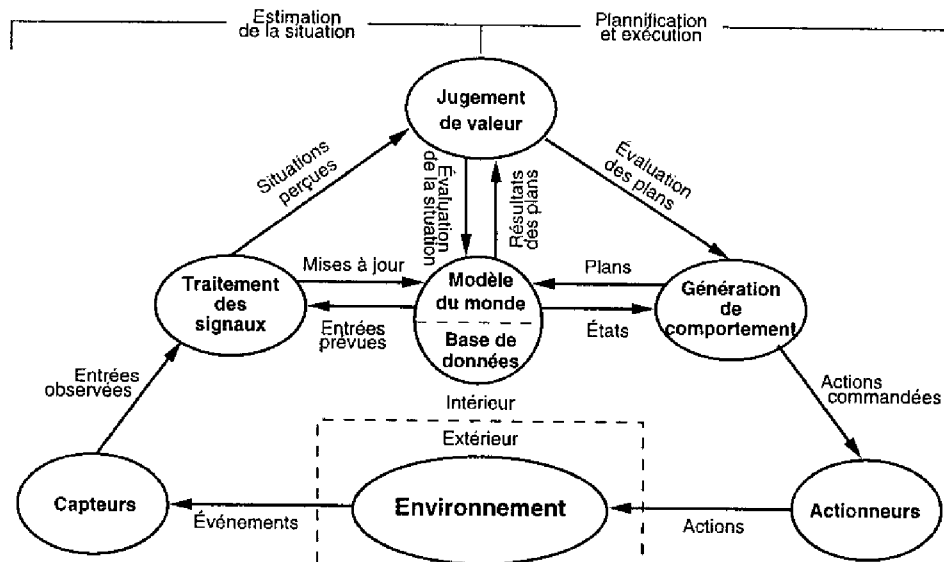 Estimation
de la situation
Plannification
et exécution
Jugement
de valeur
Situations
perçues
Évaluation
de la situation
Résultats
des plans
Évaluation
des plans
Mises à jour
Plans
Traitement
des
signaux
Modèle
du monde
Génération
de
comportement
Entrées
prévues
États
Base de
données
Entrées
observées
Actions
commandées
Intérieur
Extérieur
Capteurs
Événements
Environnement
Actions
Actionneurs